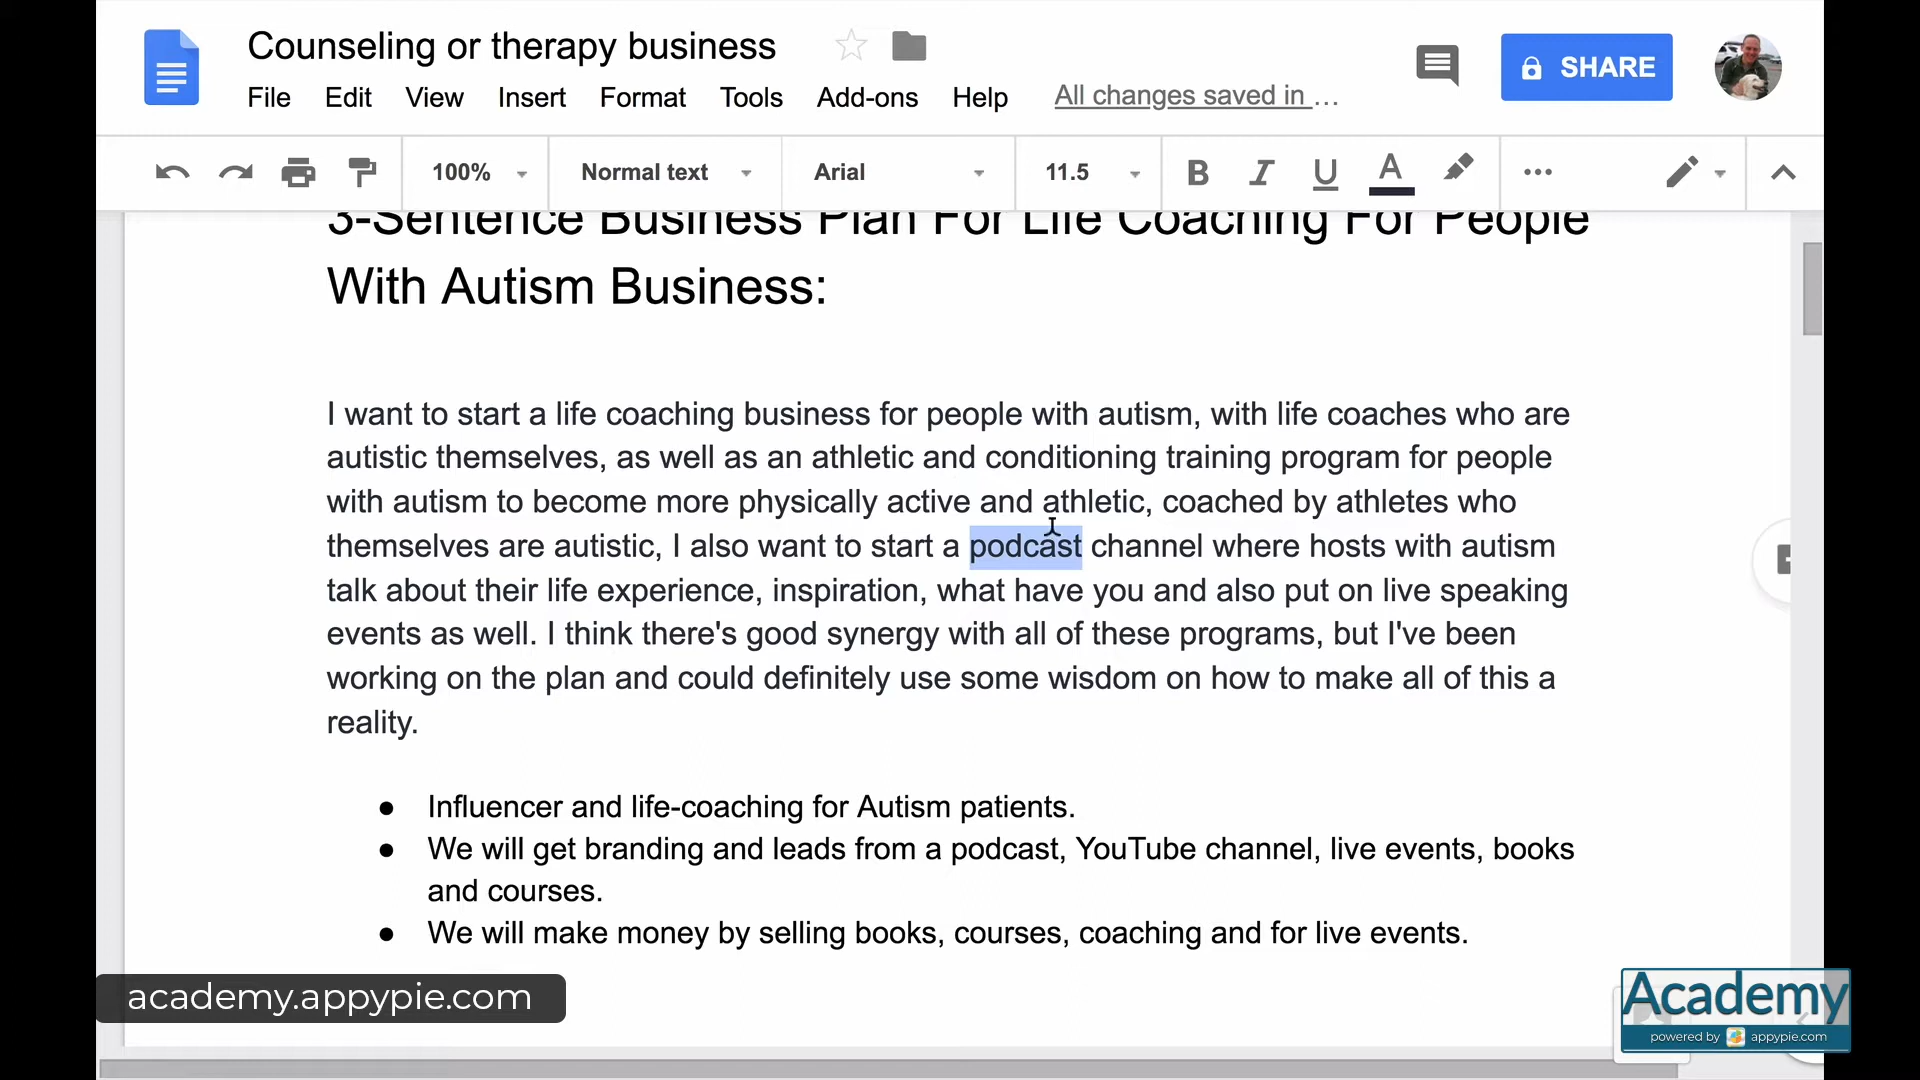 Counseling or therapy business
File Edit View Insert Format Tools Add-ons Help All changes saved in ...
SHARE
100% Normal text Arial 11.5 B I U A
3-Sentence Business Plan For Life Coaching For People
With Autism Business:
I want to start a life coaching business for people with autism, with life coaches who are
autistic themselves, as well as an athletic and conditioning training program for people
with autism to become more physically active and athletic, coached by athletes who
themselves are autistic, I also want to start a podcast channel where hosts with autism
talk about their life experience, inspiration, what have you and also put on live speaking
events as well. I think there's good synergy with all of these programs, but I've been
working on the plan and could definitely use some wisdom on how to make all of this a
reality.
● Influencer and life-coaching for Autism patients.
● We will get branding and leads from a podcast, YouTube channel, live events, books
and courses.
● We will make money by selling books, courses, coaching and for live events.
academy.appypie.com
Academy
powered by appypie.com